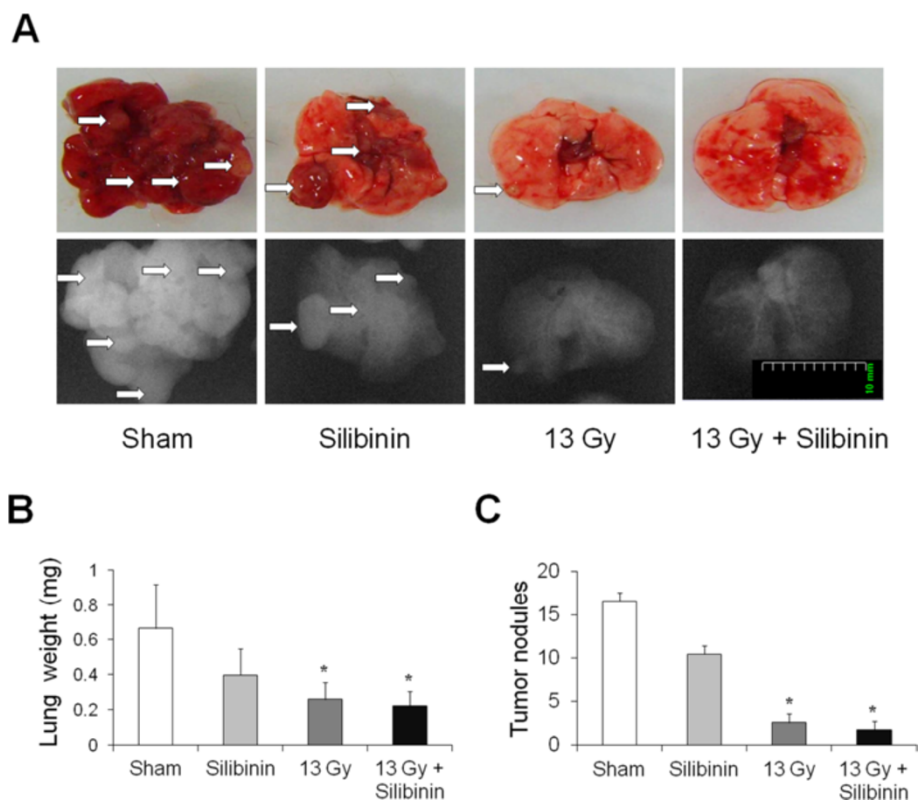 A
10 mm
Sham Silibinin 13 Gy 13 Gy + Silibinin
B
Lung weight (mg)
1
0.8
0.6
0.4
0.2
0
*
*
Sham Silibinin 13 Gy 13 Gy +
Silibinin
C
Tumor nodules
20
15
10
5
0
*
*
Sham Silibinin 13 Gy 13 Gy +
Silibinin